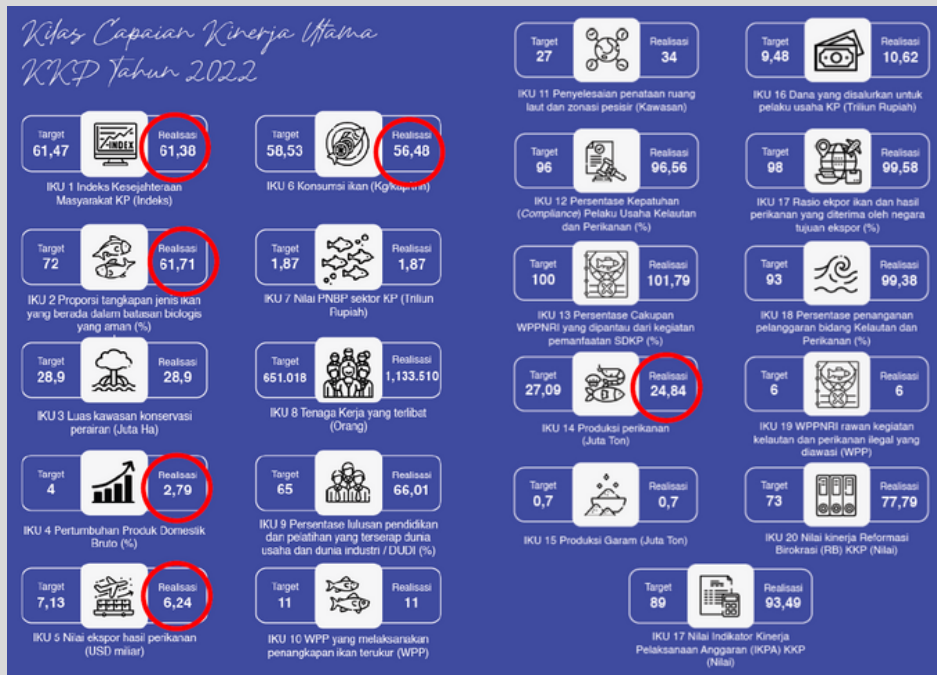 Kilas Capaian Kinerja Utama
KKP Tahun 2022
Target
61,47
INDEX
Realisasi
61,38
IKU 1 Indeks Kesejahteraan
Masyarakat KP (Indeks)
Target
72
Realisasi
61,71
IKU 2 Proporsi tangkapan jenis ikan
yang berada dalam batasan biologis
yang aman (%)
Target
28,9
Realisasi
28,9
IKU 3 Luas kawasan konservasi
perairan (Juta Ha)
Target
4
Realisasi
2,79
IKU 4 Pertumbuhan Produk Domestik
Bruto (%)
Target
7,13
Realisasi
6,24
IKU 5 Nilai ekspor hasil perikanan
(USD miliar)
Target
58,53
Realisasi
56,48
IKU 6 Konsumsi ikan (Kg/kap/thn)
Target
1,87
Realisasi
1,87
IKU 7 Nilai PNBP sektor KP (Triliun
Rupiah)
Target
651.018
Realisasi
1,133.510
IKU 8 Tenaga Kerja yang terlibat
(Orang)
Target
65
Realisasi
66,01
IKU 9 Persentase lulusan pendidikan
dan pelatihan yang terserap dunia
usaha dan dunia industri / DUDI (%)
Target
11
Realisasi
11
IKU 10 WPP yang melaksanakan
penangkapan ikan terukur (WPP)
Target
27
Realisasi
34
IKU 11 Penyelesaian penataan ruang
laut dan zonasi pesisir (Kawasan)
Target
96
Realisasi
96,56
IKU 12 Persentase Kepatuhan
(Compliance) Pelaku Usaha Kelautan
dan Perikanan (%)
Target
100
Realisasi
101,79
IKU 13 Persentase Cakupan
WPPNRI yang dipantau dari kegiatan
pemanfaatan SDKP (%)
Target
27,09
Realisasi
24,84
IKU 14 Produksi perikanan
(Juta Ton)
Target
0,7
Realisasi
0,7
IKU 15 Produksi Garam (Juta Ton)
Target
9,48
Realisasi
10,62
IKU 16 Dana yang disalurkan untuk
pelaku usaha KP (Triliun Rupiah)
Target
98
Realisasi
99,58
IKU 17 Rasio ekpor ikan dan hasil
perikanan yang diterima oleh negara
tujuan ekspor (%)
Target
93
Realisasi
99,38
IKU 18 Persentase penanganan
pelanggaran bidang Kelautan dan
Perikanan (%)
Target
6
Realisasi
6
IKU 19 WPPNRI rawan kegiatan
kelautan dan perikanan ilegal yang
diawasi (WPP)
Target
73
Realisasi
77,79
IKU 20 Nilai kinerja Reformasi
Birokrasi (RB) KKP (Nilai)
Target
89
Realisasi
93,49
IKU 17 Nilai Indikator Kinerja
Pelaksanaan Anggaran (IKPA) KKP
(Nilai)